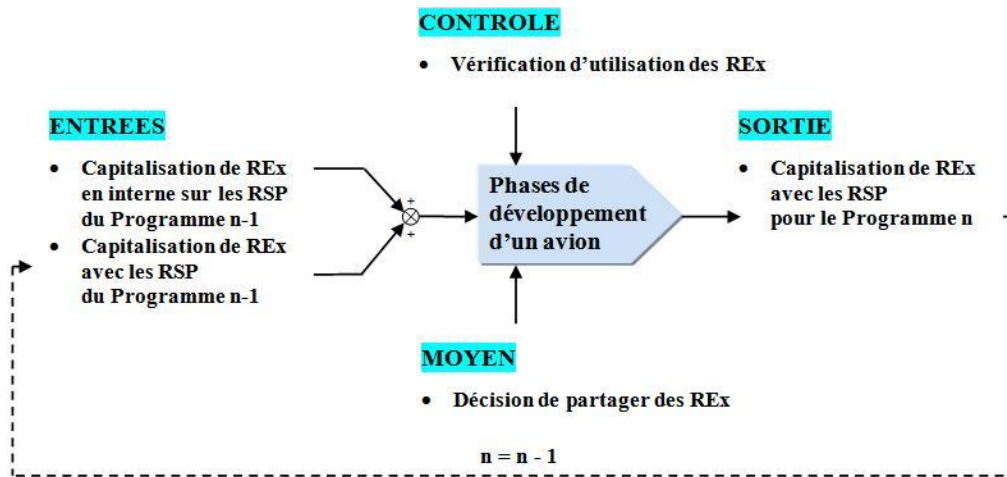 CONTROLE
• Vérification d'utilisation des REx
ENTREES
• Capitalisation de REx
en interne sur les RSP
du Programme n-1
• Capitalisation de REx
avec les RSP
du Programme n-1
+
+
Phases de
développement
d'un avion
SORTIE
• Capitalisation de REx
avec les RSP
pour le Programme n
MOYEN
• Décision de partager des REx
n = n - 1